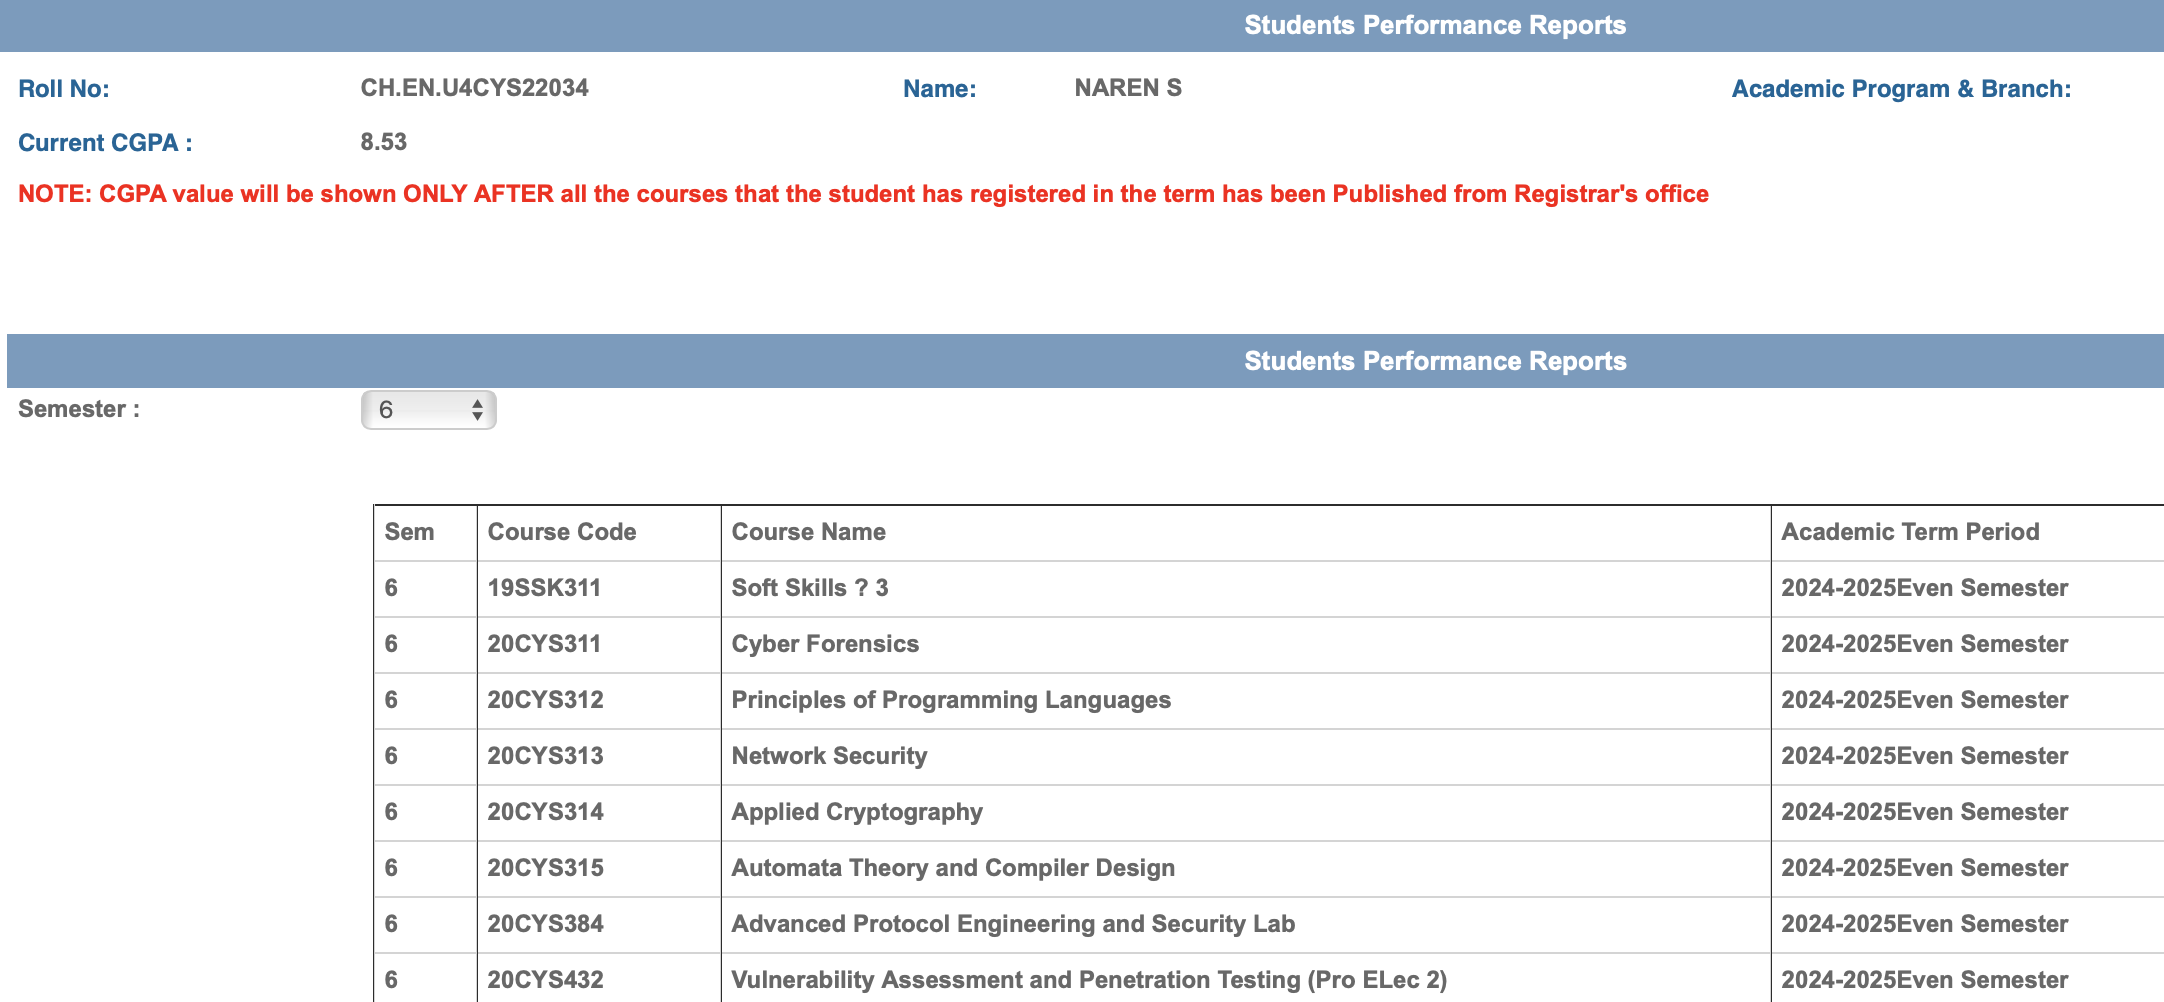 Students Performance Reports
Roll No: CH.EN.U4CYS22034 Name: NAREN S Academic Program & Branch:
Current CGPA : 8.53
NOTE: CGPA value will be shown ONLY AFTER all the courses that the student has registered in the term has been Published from Registrar's office
Students Performance Reports
Semester : 6
Sem Course Code Course Name Academic Term Period
6 19SSK311 Soft Skills ? 3 2024-2025Even Semester
6 20CYS311 Cyber Forensics 2024-2025Even Semester
6 20CYS312 Principles of Programming Languages 2024-2025Even Semester
6 20CYS313 Network Security 2024-2025Even Semester
6 20CYS314 Applied Cryptography 2024-2025Even Semester
6 20CYS315 Automata Theory and Compiler Design 2024-2025Even Semester
6 20CYS384 Advanced Protocol Engineering and Security Lab 2024-2025Even Semester
6 20CYS432 Vulnerability Assessment and Penetration Testing (Pro ELec 2) 2024-2025Even Semester